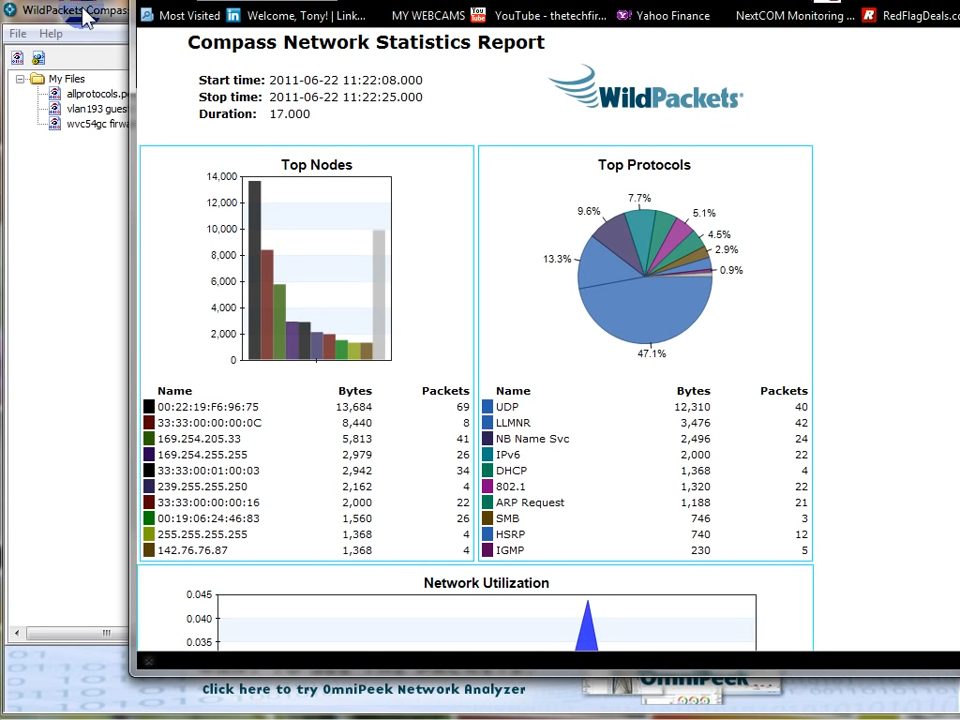 WildPackets Compass
File Help
My Files
allprotocols.p
vlan193 gues
wvc54gc firw
Most Visited Welcome, Tony! | Link... MY WEBCAMS YouTube - thetechfir... Yahoo Finance NextCOM Monitoring ... RedFlagDeals.co
Compass Network Statistics Report
Start time: 2011-06-22 11:22:08.000
Stop time: 2011-06-22 11:22:25.000
Duration: 17.000
WildPackets
Top Nodes
14,000
12,000
10,000
8,000
6,000
4,000
2,000
0
Name Bytes Packets
00:22:19:F6:96:75 13,684 69
33:33:00:00:00:0C 8,440 8
169.254.205.33 5,813 41
169.254.255.255 2,979 26
33:33:00:01:00:03 2,942 34
239.255.255.250 2,162 4
33:33:00:00:00:16 2,000 22
00:19:06:24:46:83 1,560 26
255.255.255.255 1,368 4
142.76.76.87 1,368 4
Top Protocols
7.7%
9.6%
5.1%
4.5%
2.9%
13.3%
0.9%
47.1%
Name Bytes Packets
UDP 12,310 40
LLMNR 3,476 42
NB Name Svc 2,496 24
IPv6 2,000 22
DHCP 1,368 4
802.1 1,320 22
ARP Request 1,188 21
SMB 746 3
HSRP 740 12
IGMP 230 5
Network Utilization
0.045
0.040
0.035
Click here to try OmniPeek Network Analyzer
OmniPeek